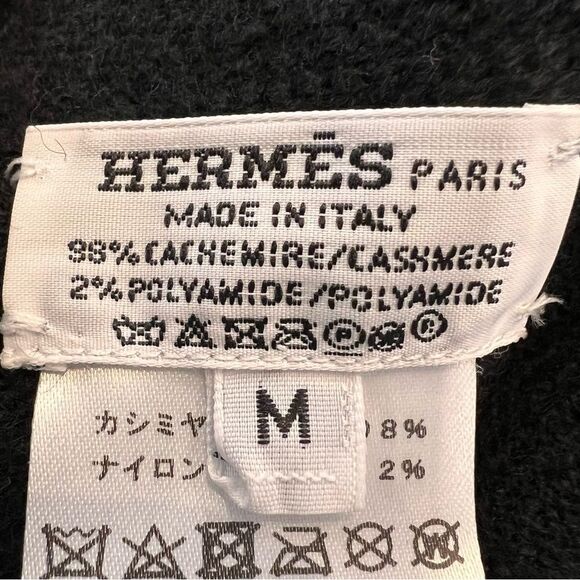 HERMÈS PARIS
MADE IN ITALY
98% CACHEMIRE/CASHMERE
2% POLYAMIDE/POLYAMIDE
P
M
カシミヤ 8%
ナイロン 2%
W